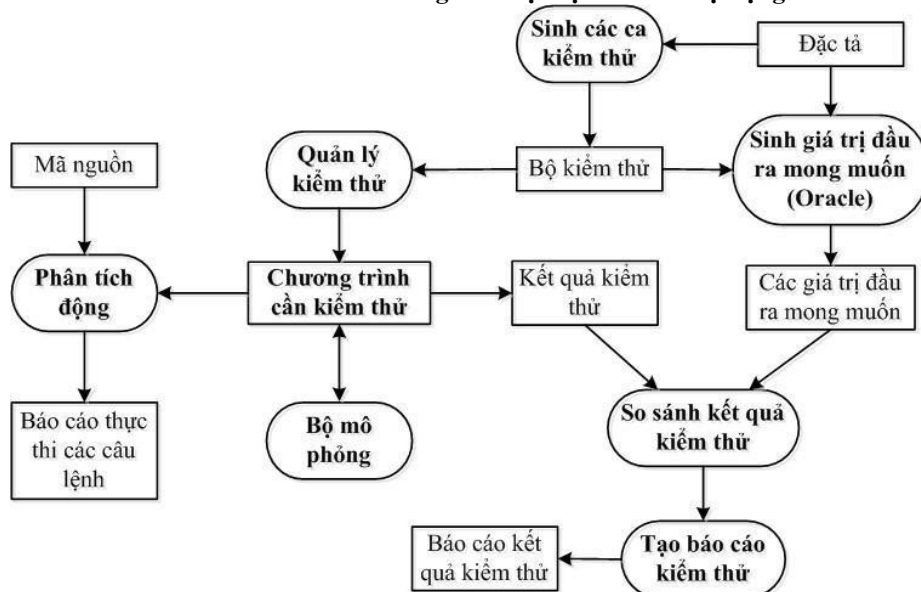 Sinh các ca
kiểm thử
Đặc tả
Mã nguồn
Quản lý
kiểm thử
Bộ kiểm thử
Sinh giá trị đầu
ra mong muốn
(Oracle)
Phân tích
động
Chương trình
cần kiểm thử
Kết quả kiểm
thử
Các giá trị đầu
ra mong muốn
Báo cáo thực
thi các câu
lệnh
Bộ mô
phỏng
So sánh kết quả
kiểm thử
Báo cáo kết
quả kiểm thử
Tạo báo cáo
kiểm thử